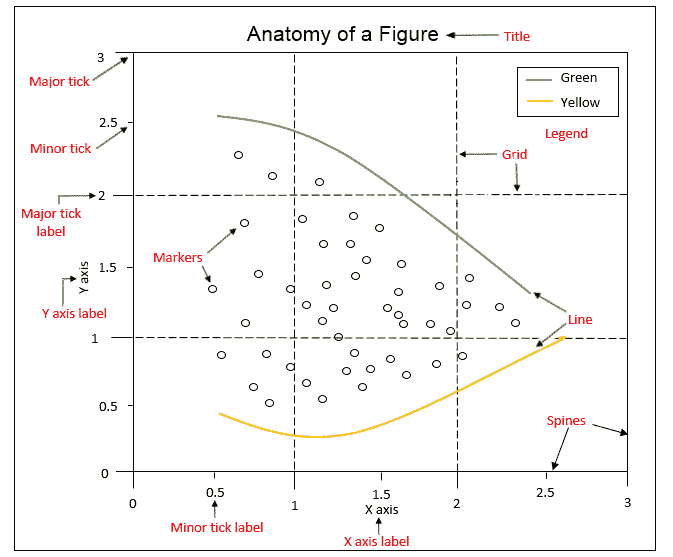 Anatomy of a Figure
Title
3
Major tick
Green
Yellow
2.5
Minor tick
Legend
Grid
2
Major tick
label
Markers
1.5
Y axis
Y axis label
Line
1
0.5
Spines
0
0
0.5
1
1.5
2
2.5
3
X axis
Minor tick label
X axis label